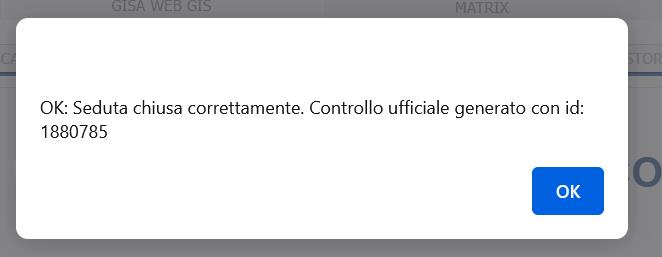 GISA WEB GIS
MATRIX
OK: Seduta chiusa correttamente. Controllo ufficiale generato con id:
1880785
OK